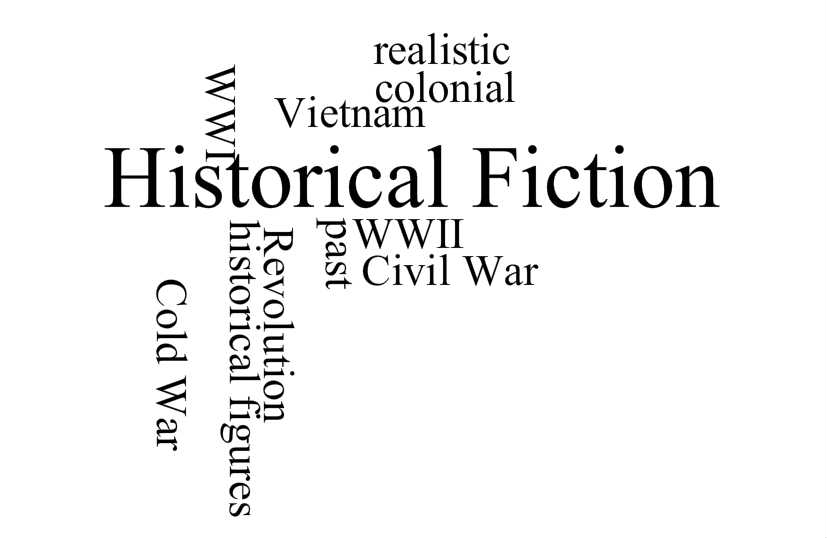 realistic
colonial
Vietnam
WWI
Historical Fiction
WWII
past
Civil War
Revolution
historical figures
Cold War